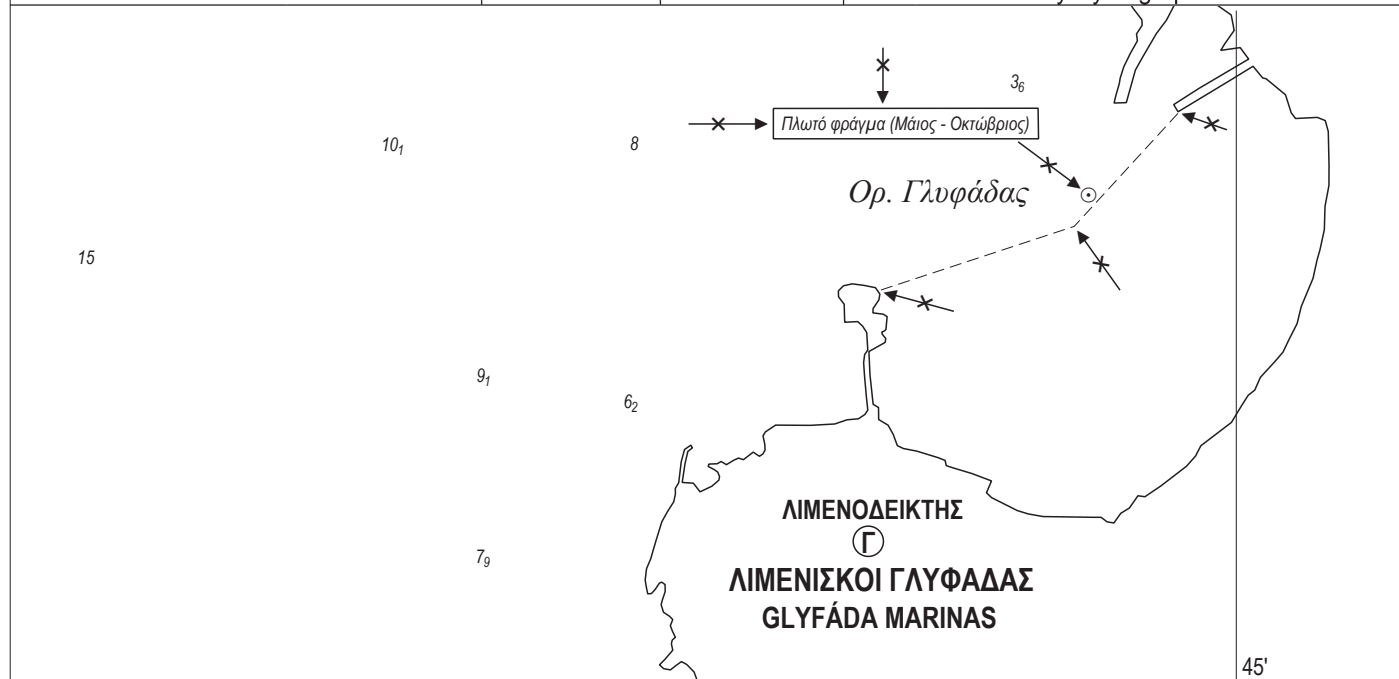 3₆
Πλωτό φράγμα (Μάιος - Οκτώβριος)
10₁
8
Ορ. Γλυφάδας
15
9₁
6₂
ΛΙΜΕΝΟΔΕΙΚΤΗΣ
Γ
7₉
ΛΙΜΕΝΙΣΚΟΙ ΓΛΥΦΑΔΑΣ
GLYFÁDA MARINAS
45'